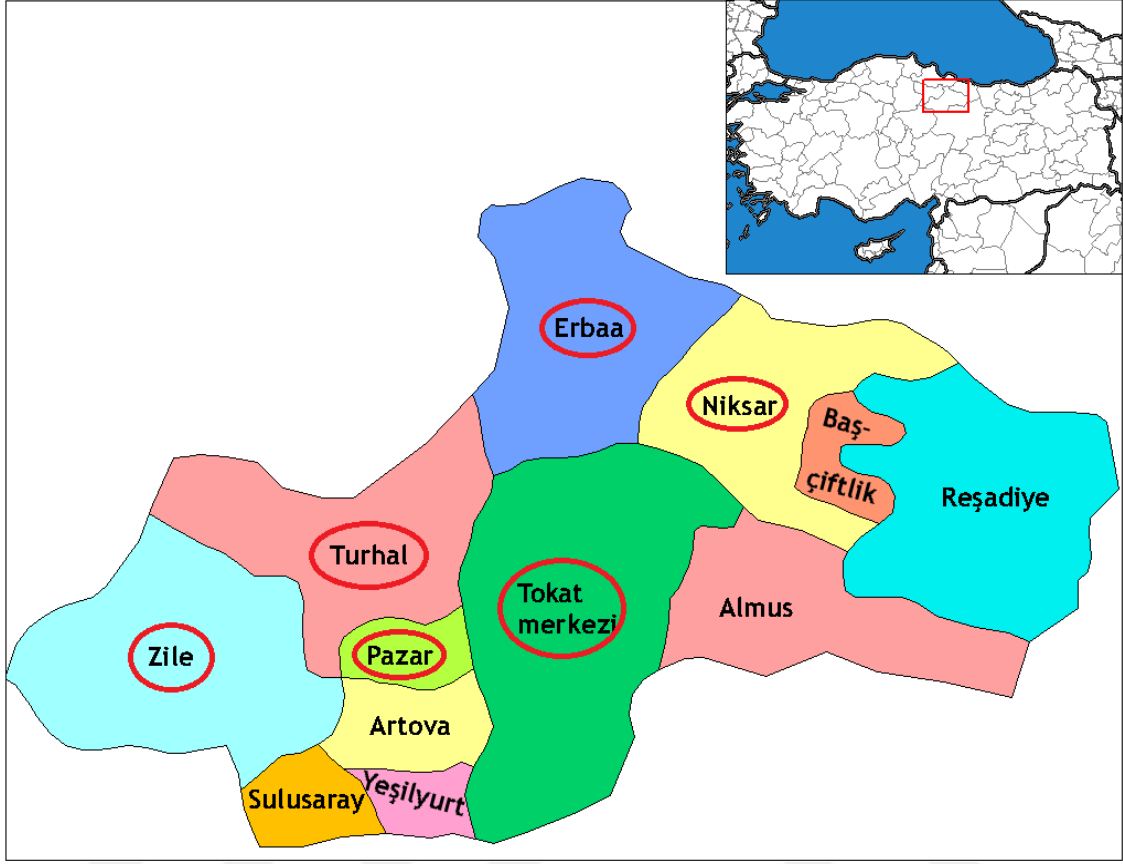 Erbaa
Niksar
Baş-
çiftlik
Reşadiye
Turhal
Tokat
merkezi
Almus
Zile
Pazar
Artova
Sulusaray
Yeşilyurt